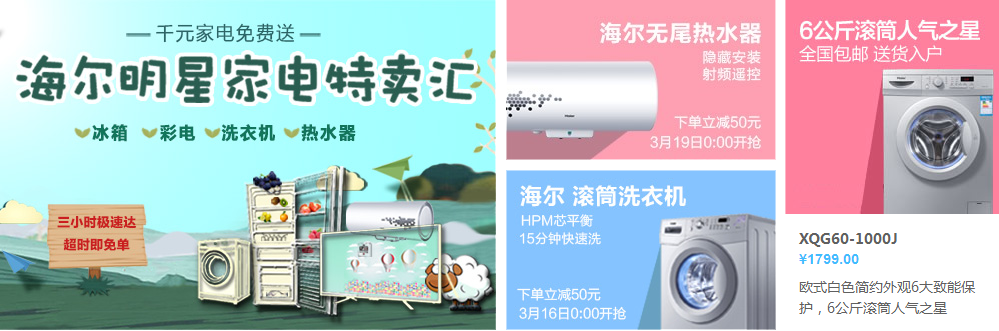 千元家电免费送
海尔明星家电特卖汇
冰箱 彩电 洗衣机 热水器
三小时极速达
超时即免单
海尔无尾热水器
隐藏安装
射频遥控
Haier
下单立减50元
3月19日0:00开抢
海尔 滚筒洗衣机
HPM芯平衡
15分钟快速洗
下单立减50元
3月16日0:00开抢
6公斤滚筒人气之星
全国包邮 送货入户
Haier
XQG60-1000J
¥1799.00
欧式白色简约外观6大致能保
护，6公斤滚筒人气之星